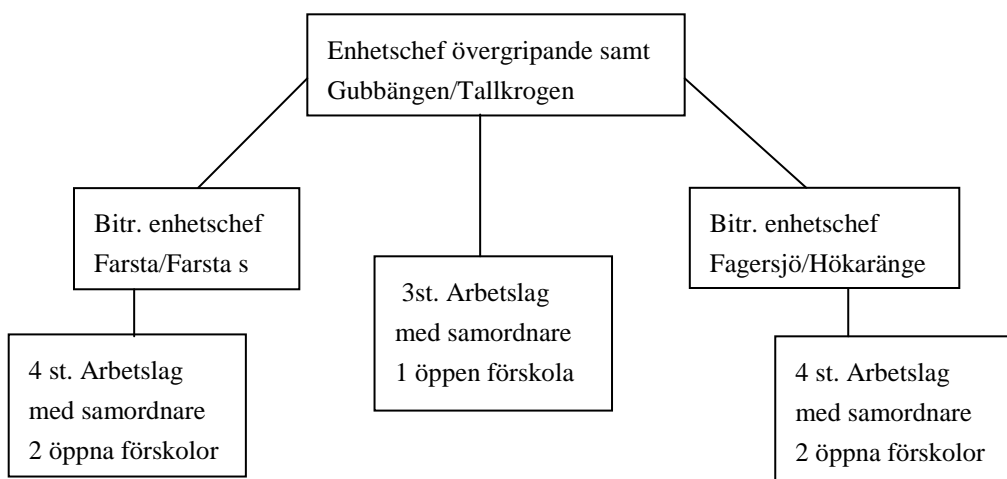 Enhetschef övergripande samt
Gubbängen/Tallkrogen
Bitr. enhetschef
Farsta/Farsta s
Bitr. enhetschef
Fagersjö/Hökaränge
3st. Arbetslag
med samordnare
1 öppen förskola
4 st. Arbetslag
med samordnare
2 öppna förskolor
4 st. Arbetslag
med samordnare
2 öppna förskolor